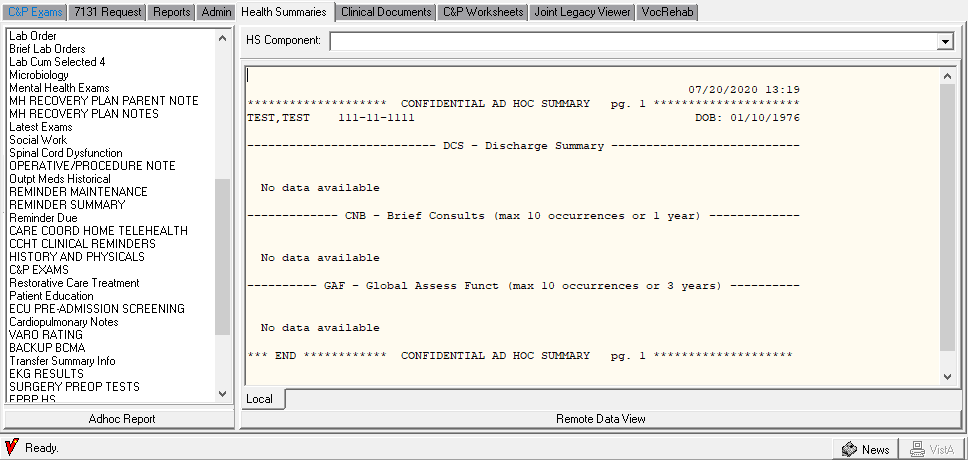 C&P Exams 7131 Request Reports Admin Health Summaries Clinical Documents C&P Worksheets Joint Legacy Viewer VocRehab
Lab Order
Brief Lab Orders
Lab Cum Selected 4
Microbiology
Mental Health Exams
MH RECOVERY PLAN PARENT NOTE
MH RECOVERY PLAN NOTES
Latest Exams
Social Work
Spinal Cord Dysfunction
OPERATIVE/PROCEDURE NOTE
Outpt Meds Historical
REMINDER MAINTENANCE
REMINDER SUMMARY
Reminder Due
CARE COORD HOME TELEHEALTH
CCHT CLINICAL REMINDERS
HISTORY AND PHYSICALS
C&P EXAMS
Restorative Care Treatment
Patient Education
ECU PRE-ADMISSION SCREENING
Cardiopulmonary Notes
VARO RATING
BACKUP BCMA
Transfer Summary Info
EKG RESULTS
SURGERY PREOP TESTS
EPRP HS
Adhoc Report
HS Component:
07/20/2020 13:19
******************** CONFIDENTIAL AD HOC SUMMARY pg. 1 *********************
TEST,TEST 111-11-1111 DOB: 01/10/1976
--------------------------- DCS - Discharge Summary ---------------------------
No data available
------------- CNB - Brief Consults (max 10 occurrences or 1 year) -------------
No data available
---------- GAF - Global Assess Funct (max 10 occurrences or 3 years) ----------
No data available
*** END ************ CONFIDENTIAL AD HOC SUMMARY pg. 1 ********************
Local
Remote Data View
Ready.
News
VistA